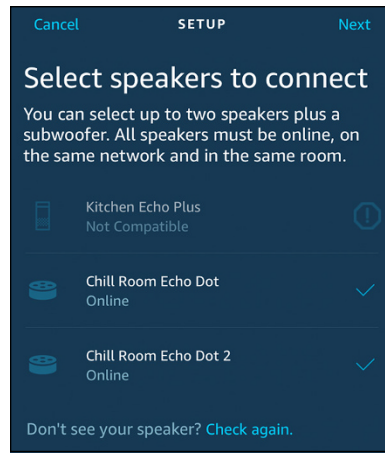 Cancel SETUP Next
Select speakers to connect
You can select up to two speakers plus a
subwoofer. All speakers must be online, on
the same network and in the same room.
Kitchen Echo Plus
Not Compatible
Chill Room Echo Dot
Online
Chill Room Echo Dot 2
Online
Don't see your speaker? Check again.